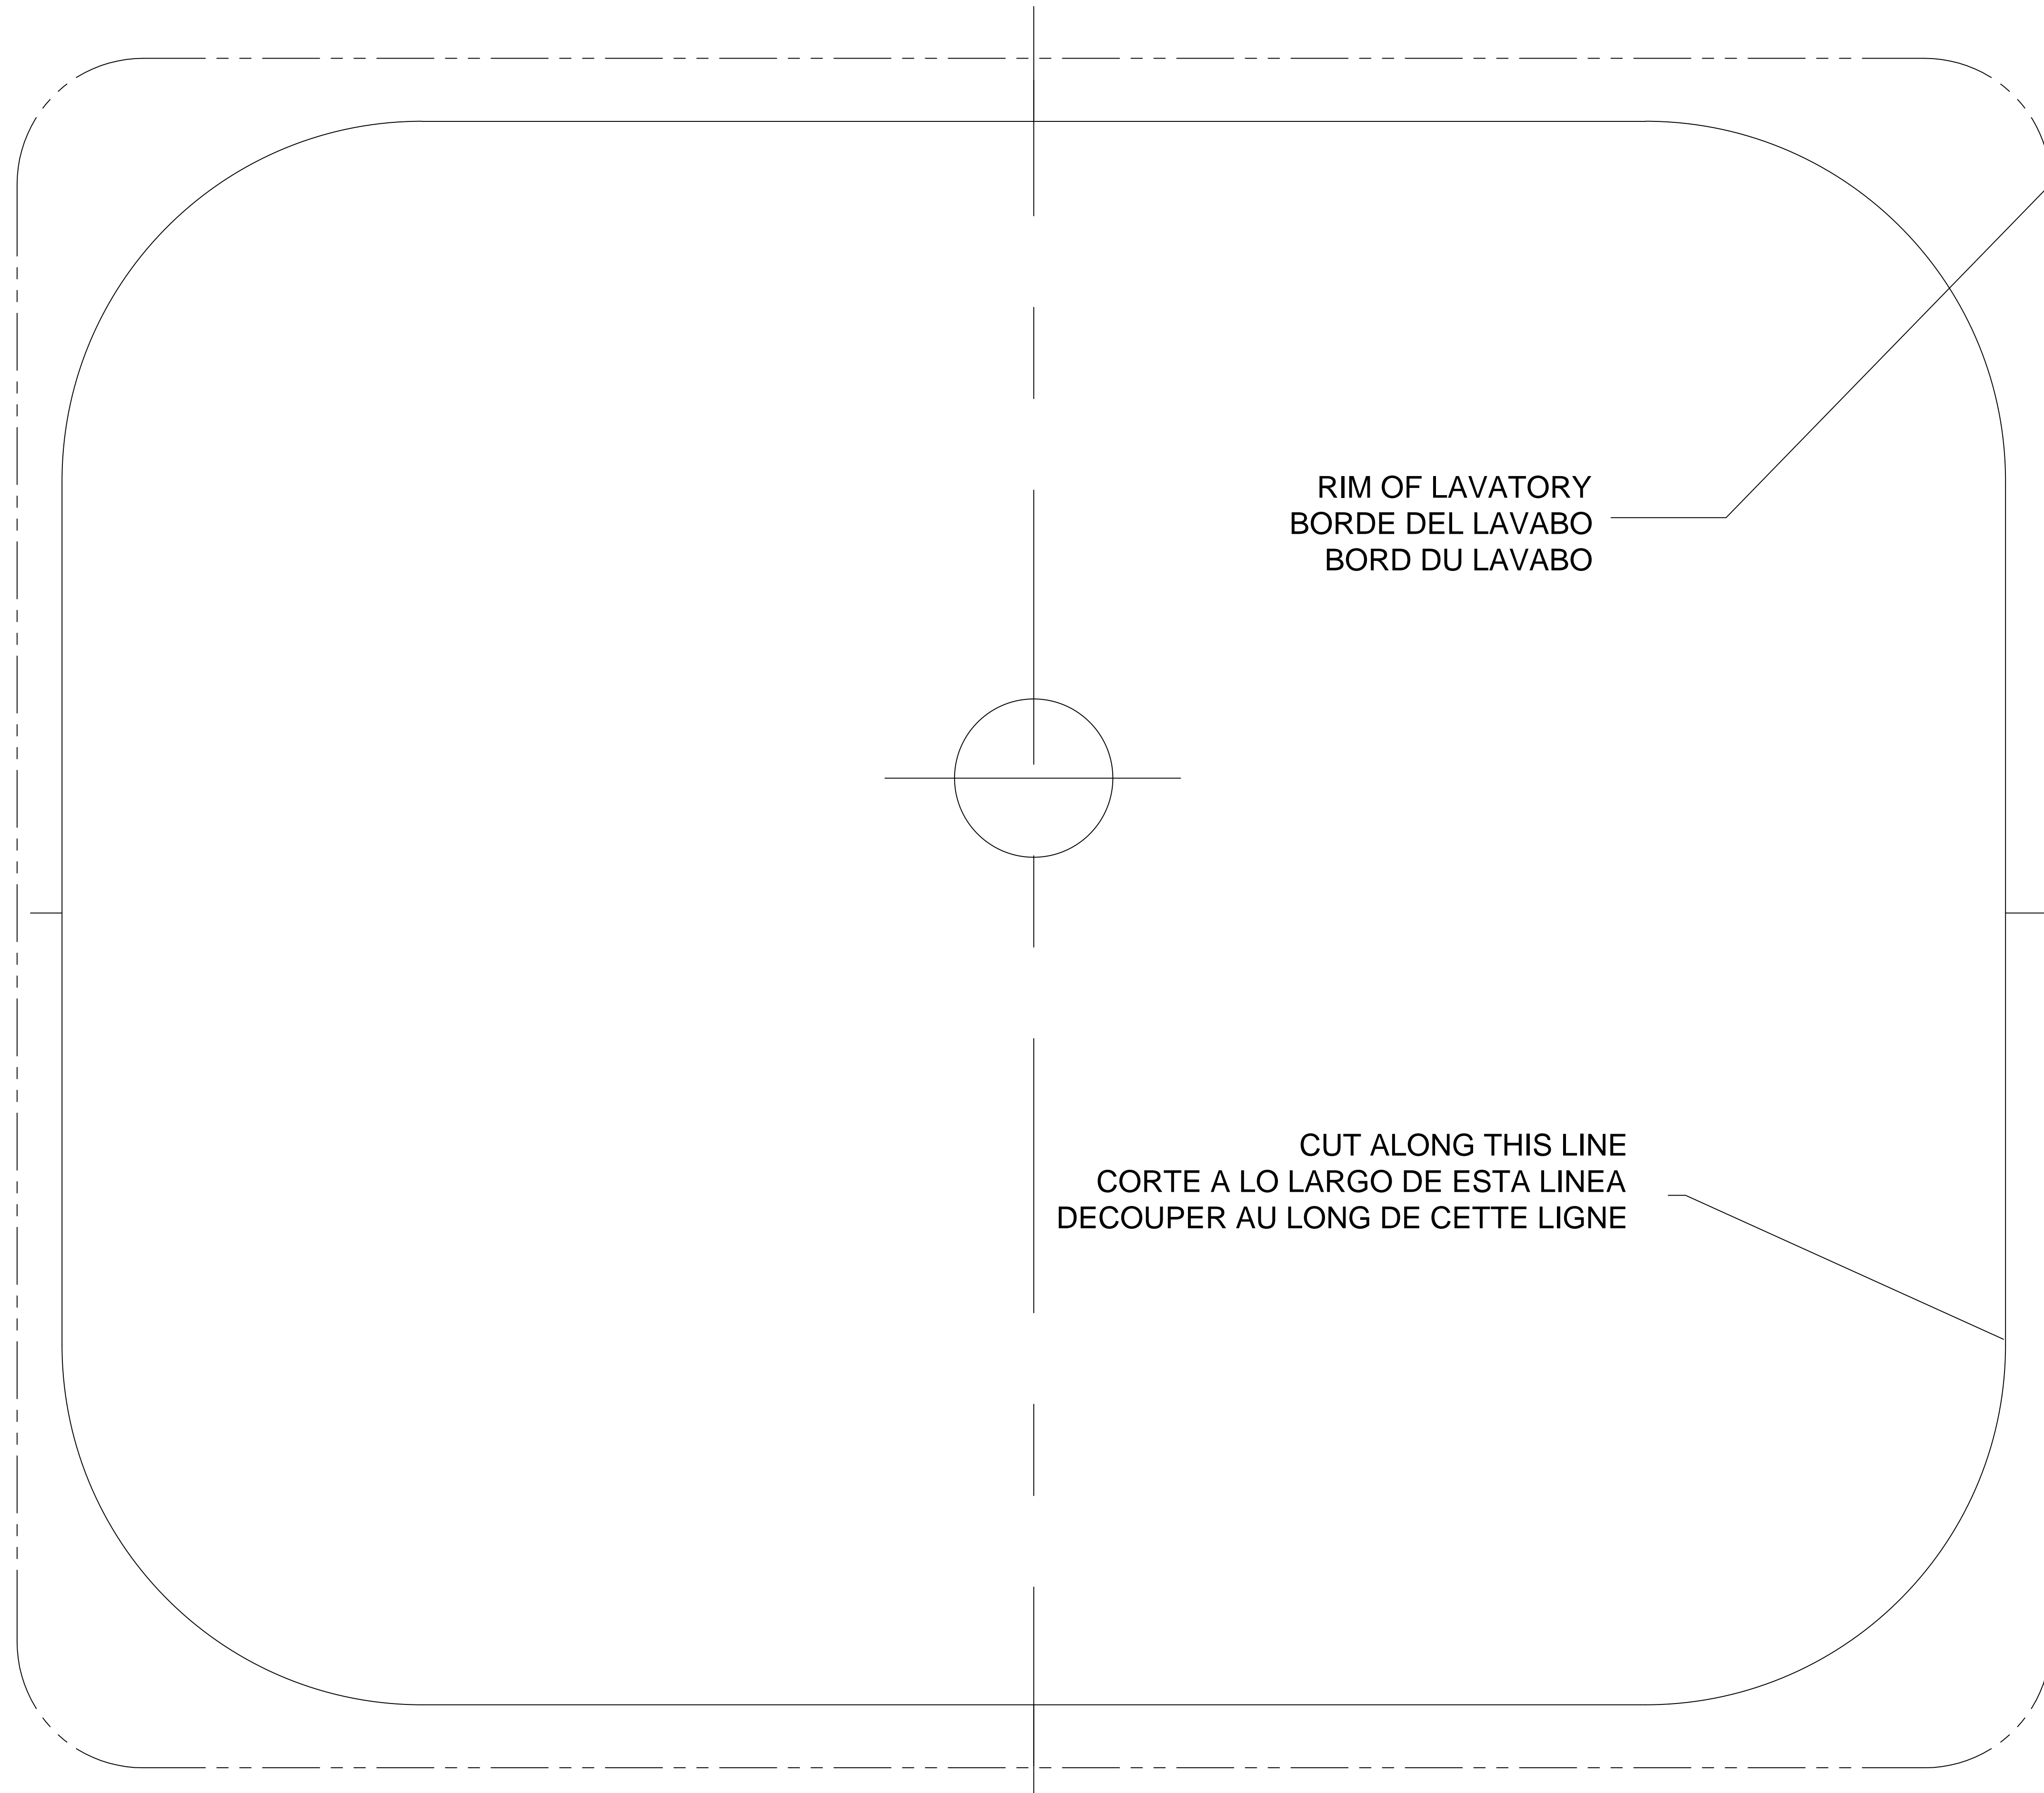 RIM OF LAVATORY
BORDE DEL LAVABO
BORD DU LAVABO
CUT ALONG THIS LINE
CORTE A LO LARGO DE ESTA LINEA
DECOUPER AU LONG DE CETTE LIGNE